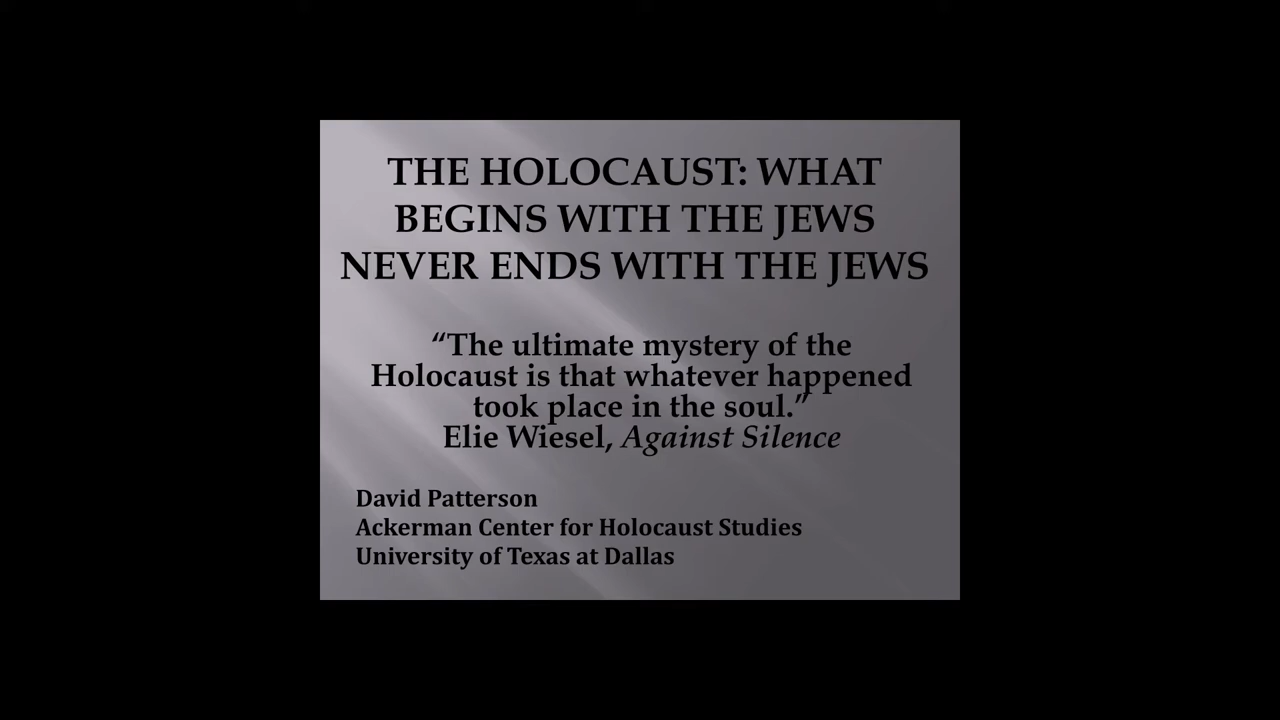 THE HOLOCAUST: WHAT
BEGINS WITH THE JEWS
NEVER ENDS WITH THE JEWS
“The ultimate mystery of the
Holocaust is that whatever happened
took place in the soul.”
Elie Wiesel, Against Silence
David Patterson
Ackerman Center for Holocaust Studies
University of Texas at Dallas